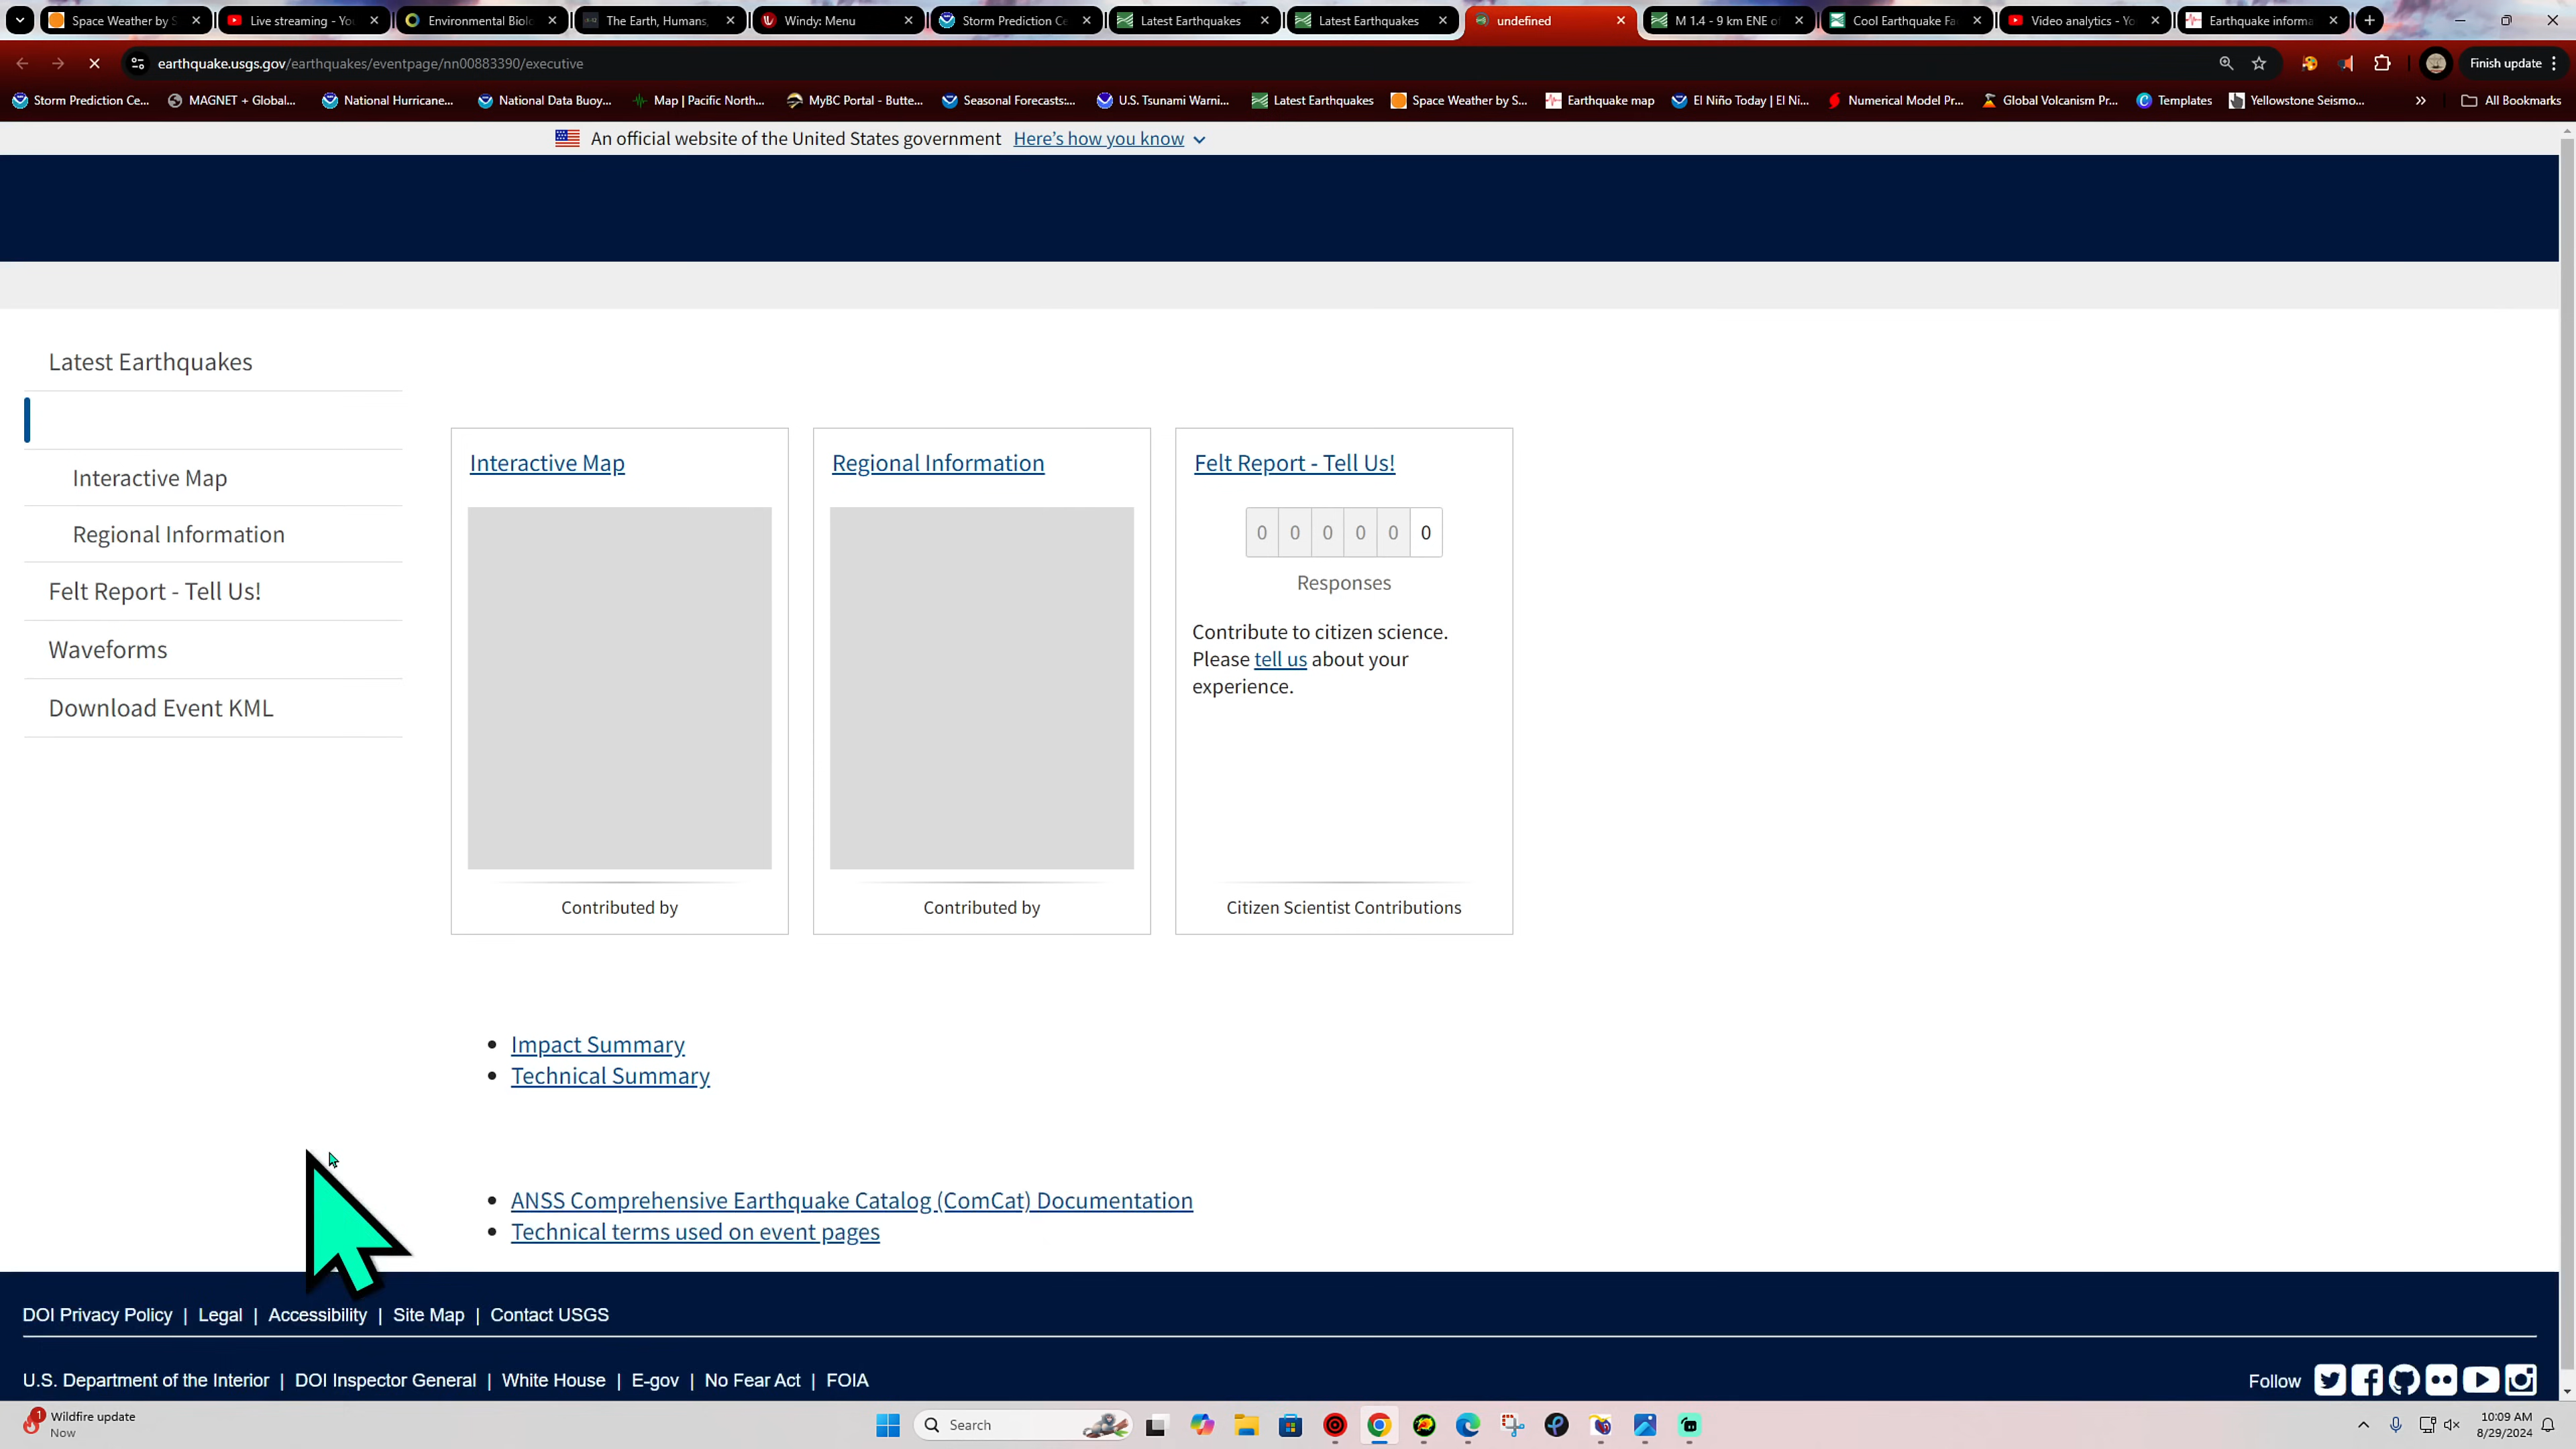 Space Weather by S
Live streaming - Yo
Environmental Biolo
The Earth, Humans,
Windy: Menu
Storm Prediction Ce
Latest Earthquakes
Latest Earthquakes
undefined
M 1.4 - 9 km ENE of
Cool Earthquake Fa
Video analytics - Yo
Earthquake informa
earthquake.usgs.gov/earthquakes/eventpage/nn00883390/executive
Finish update
Storm Prediction Ce...
MAGNET + Global...
National Hurricane...
National Data Buoy...
Map | Pacific North...
MyBC Portal - Butte...
Seasonal Forecasts:...
U.S. Tsunami Warni...
Latest Earthquakes
Space Weather by S...
Earthquake map
El Niño Today | El Ni...
Numerical Model Pr...
Global Volcanism Pr...
Templates
Yellowstone Seismo...
All Bookmarks
An official website of the United States government Here's how you know
Latest Earthquakes
Interactive Map
Regional Information
Felt Report - Tell Us!
Waveforms
Download Event KML
Interactive Map
Contributed by
Regional Information
Contributed by
Felt Report - Tell Us!
0 0 0 0 0 0
Responses
Contribute to citizen science.
Please tell us about your
experience.
Citizen Scientist Contributions
• Impact Summary
• Technical Summary
• ANSS Comprehensive Earthquake Catalog (ComCat) Documentation
• Technical terms used on event pages
DOI Privacy Policy | Legal | Accessibility | Site Map | Contact USGS
U.S. Department of the Interior | DOI Inspector General | White House | E-gov | No Fear Act | FOIA
Follow
1
Wildfire update
Now
Search
10:09 AM
8/29/2024